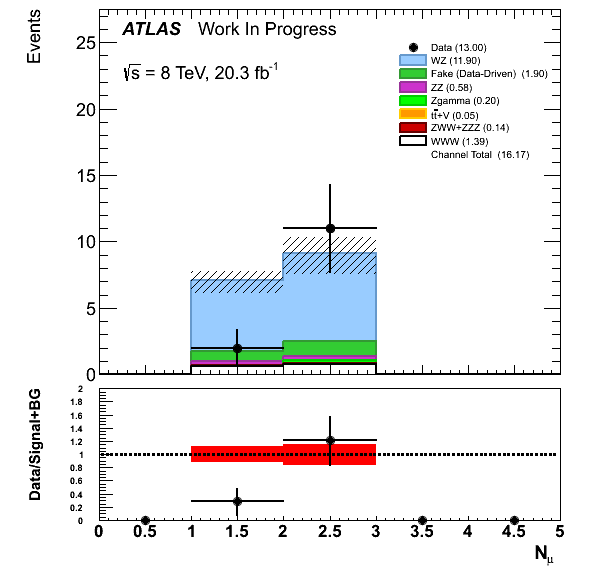 Events
ATLAS Work In Progress
√s = 8 TeV, 20.3 fb⁻¹
Data (13.00)
WZ (11.90)
Fake (Data-Driven) (1.90)
ZZ (0.58)
Zgamma (0.20)
tt̄+V (0.05)
ZWW+ZZZ (0.14)
WWW (1.39)
Channel Total (16.17)
25
20
15
10
5
0
Data/Signal+BG
2
1.8
1.6
1.4
1.2
1
0.8
0.6
0.4
0.2
0
0 0.5 1 1.5 2 2.5 3 3.5 4 4.5 5
Nμ